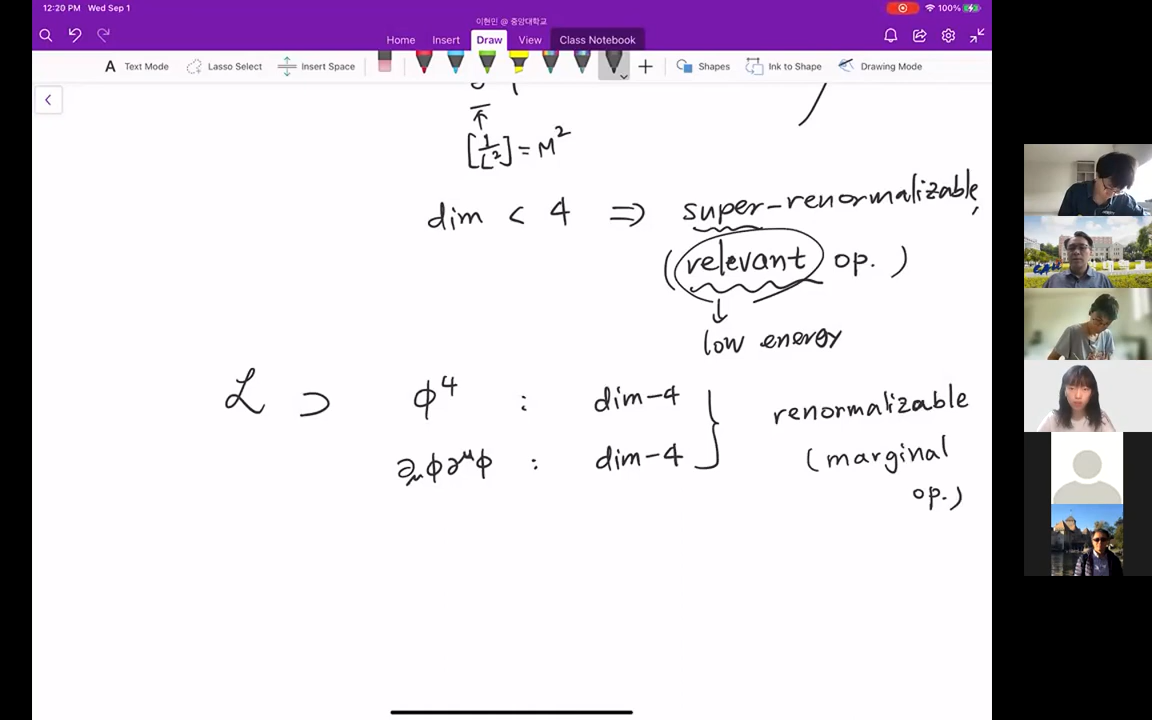 12:20 PM Wed Sep 1
100%
이현민 @ 중앙대학교
Home Insert Draw View Class Notebook
Text Mode Lasso Select Insert Space Shapes Ink to Shape Drawing Mode
[1/L²] = M²
dim < 4 ⇒ super-renormalizable,
(relevant op.)
↓
low energy
ℒ ⊃ ϕ⁴ : dim-4
renormalizable
∂μϕ∂^μϕ : dim-4
(marginal
op.)